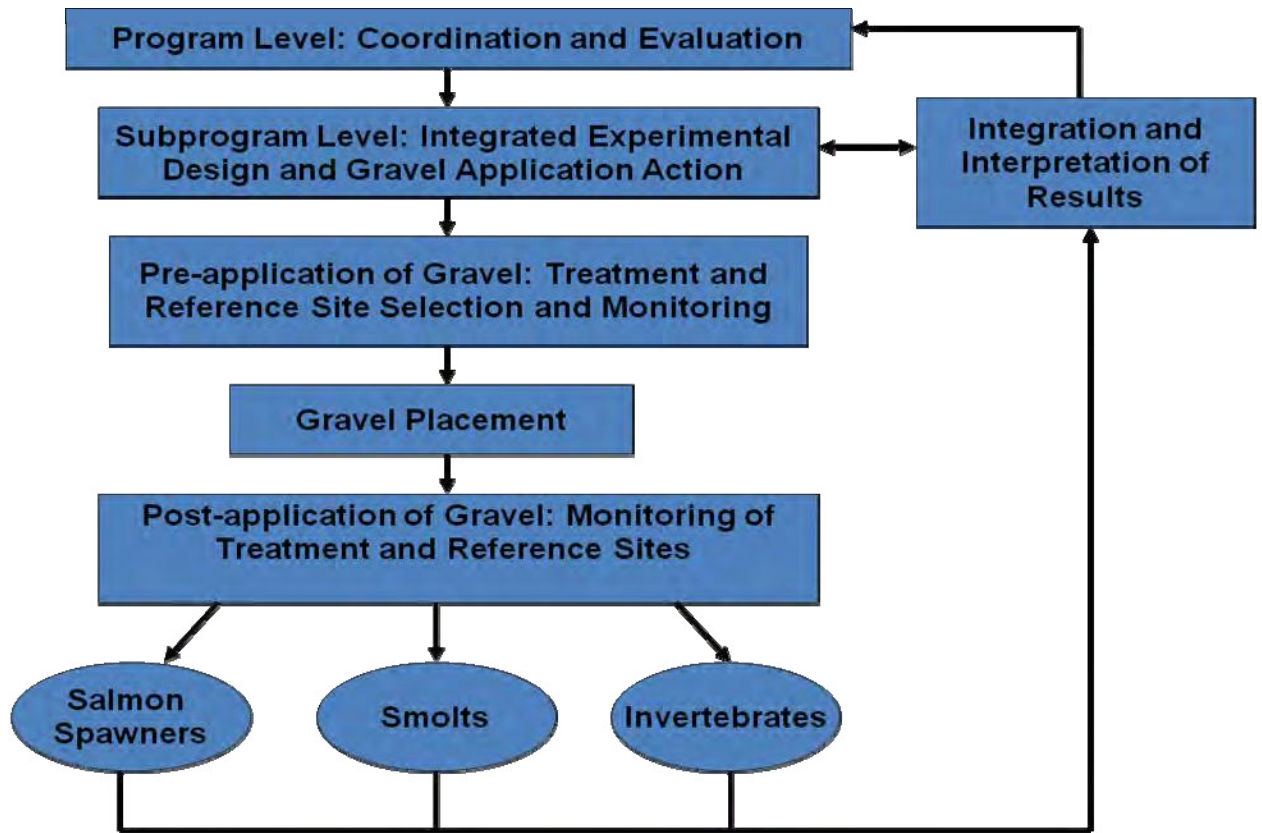 Program Level: Coordination and Evaluation
Subprogram Level: Integrated Experimental
Design and Gravel Application Action
Integration and
Interpretation of
Results
Pre-application of Gravel: Treatment and
Reference Site Selection and Monitoring
Gravel Placement
Post-application of Gravel: Monitoring of
Treatment and Reference Sites
Salmon
Spawners
Smolts
Invertebrates